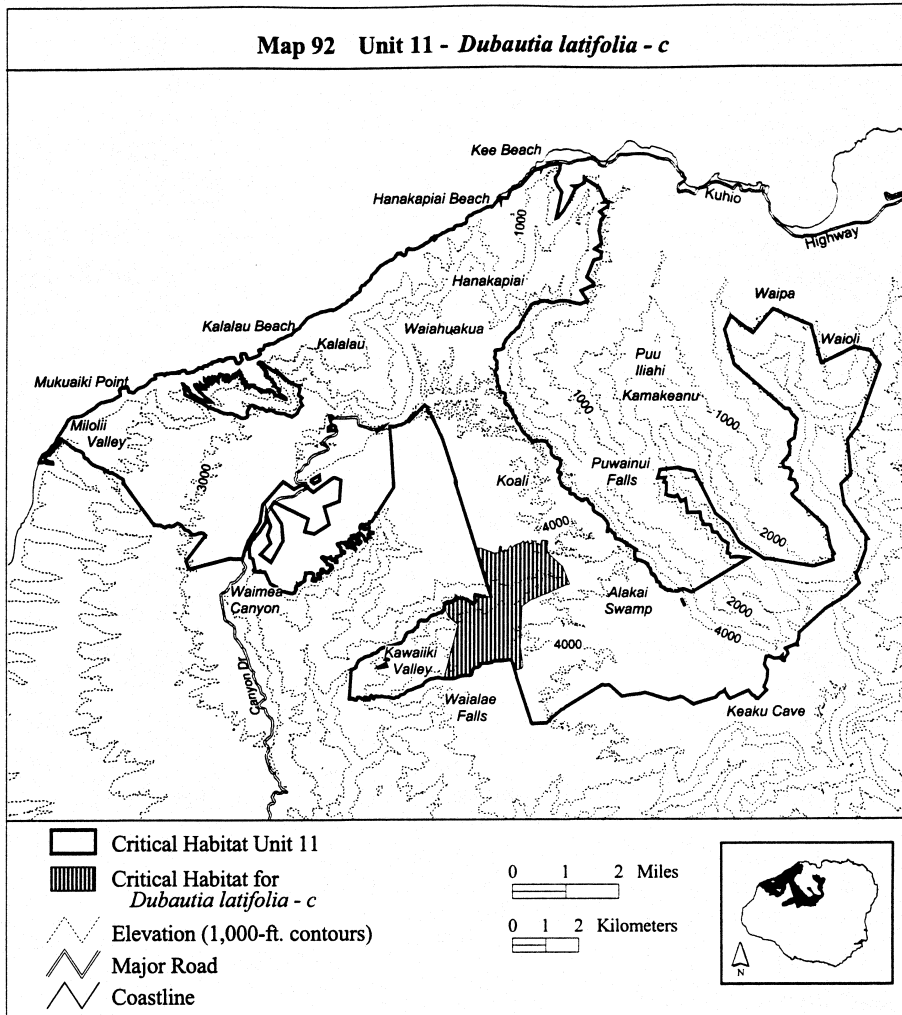 Map 92 Unit 11 - Dubautia latifolia - c
Kee Beach
Hanakapiai Beach
Kuhio
Highway
1000
Hanakapiai
Waipa
Kalalau Beach
Kalalau
Waiahuakua
Waioli
Puu
Iliahi
Mukuaiki Point
Kamakeanu
1000
1000
Milolii
Valley
3000
Puwainui
Falls
Koali
4000
2000
Waimea
Canyon
Alakai
Swamp
2000
4000
4000
Kawaiiki
Valley
Canyon Dr
Waialae
Falls
Keaku Cave
Critical Habitat Unit 11
Critical Habitat for
Dubautia latifolia - c
Elevation (1,000-ft. contours)
Major Road
Coastline
0 1 2 Miles
0 1 2 Kilometers
N